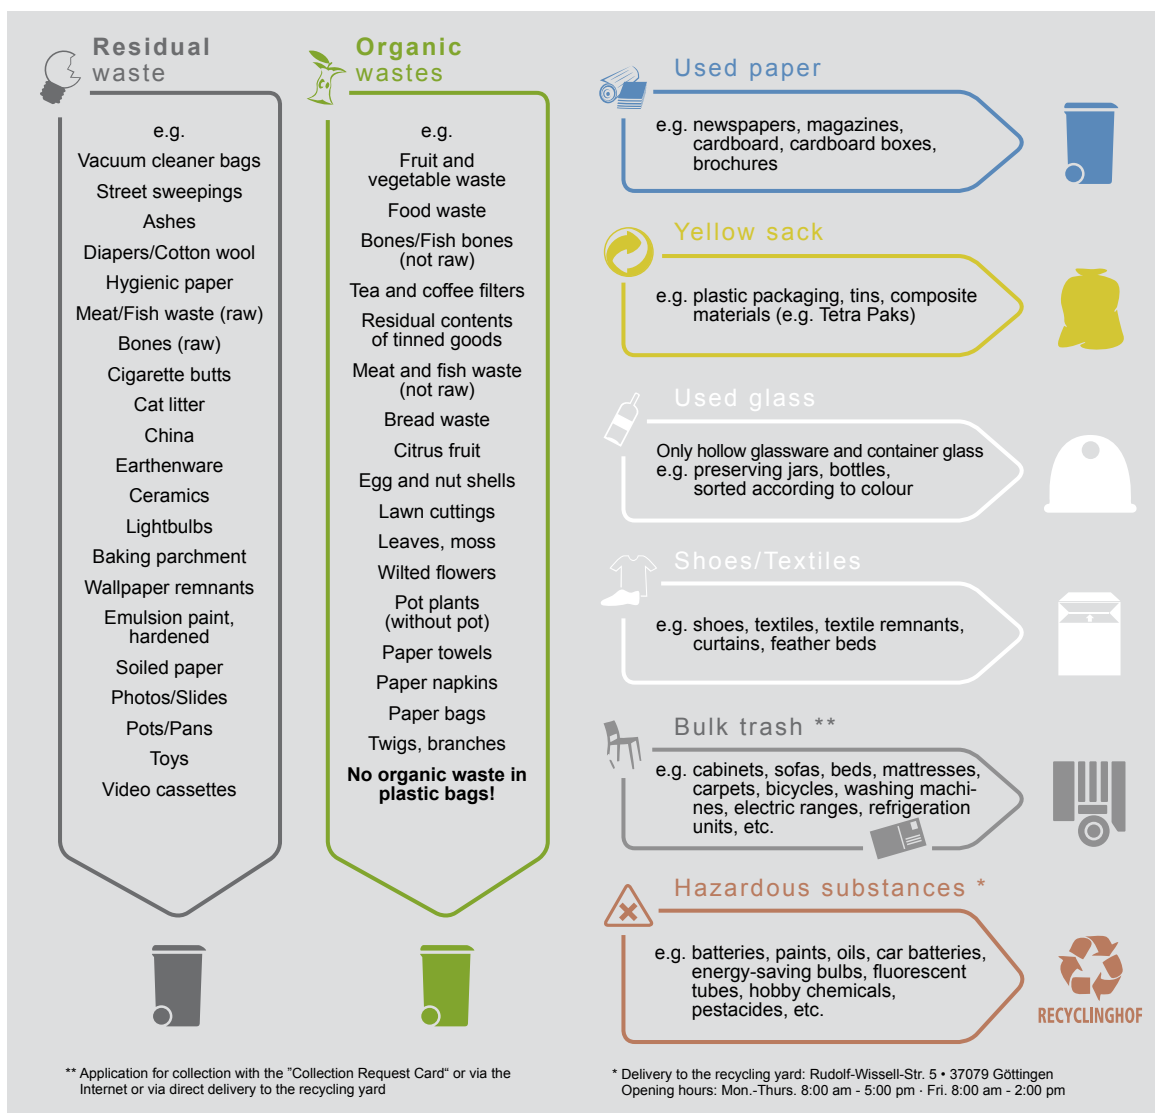 Residual
waste
e.g.
Vacuum cleaner bags
Street sweepings
Ashes
Diapers/Cotton wool
Hygienic paper
Meat/Fish waste (raw)
Bones (raw)
Cigarette butts
Cat litter
China
Earthenware
Ceramics
Lightbulbs
Baking parchment
Wallpaper remnants
Emulsion paint,
hardened
Soiled paper
Photos/Slides
Pots/Pans
Toys
Video cassettes
Organic
wastes
e.g.
Fruit and
vegetable waste
Food waste
Bones/Fish bones
(not raw)
Tea and coffee filters
Residual contents
of tinned goods
Meat and fish waste
(not raw)
Bread waste
Citrus fruit
Egg and nut shells
Lawn cuttings
Leaves, moss
Wilted flowers
Pot plants
(without pot)
Paper towels
Paper napkins
Paper bags
Twigs, branches
No organic waste in
plastic bags!
Used paper
e.g. newspapers, magazines,
cardboard, cardboard boxes,
brochures
Yellow sack
e.g. plastic packaging, tins, composite
materials (e.g. Tetra Paks)
Used glass
Only hollow glassware and container glass
e.g. preserving jars, bottles,
sorted according to colour
Shoes/Textiles
e.g. shoes, textiles, textile remnants,
curtains, feather beds
Bulk trash **
e.g. cabinets, sofas, beds, mattresses,
carpets, bicycles, washing machi-
nes, electric ranges, refrigeration
units, etc.
Hazardous substances *
e.g. batteries, paints, oils, car batteries,
energy-saving bulbs, fluorescent
tubes, hobby chemicals,
pestacides, etc.
RECYCLINGHOF
** Application for collection with the ”Collection Request Card“ or via the
Internet or via direct delivery to the recycling yard
* Delivery to the recycling yard: Rudolf-Wissell-Str. 5 • 37079 Göttingen
Opening hours: Mon.-Thurs. 8:00 am - 5:00 pm · Fri. 8:00 am - 2:00 pm